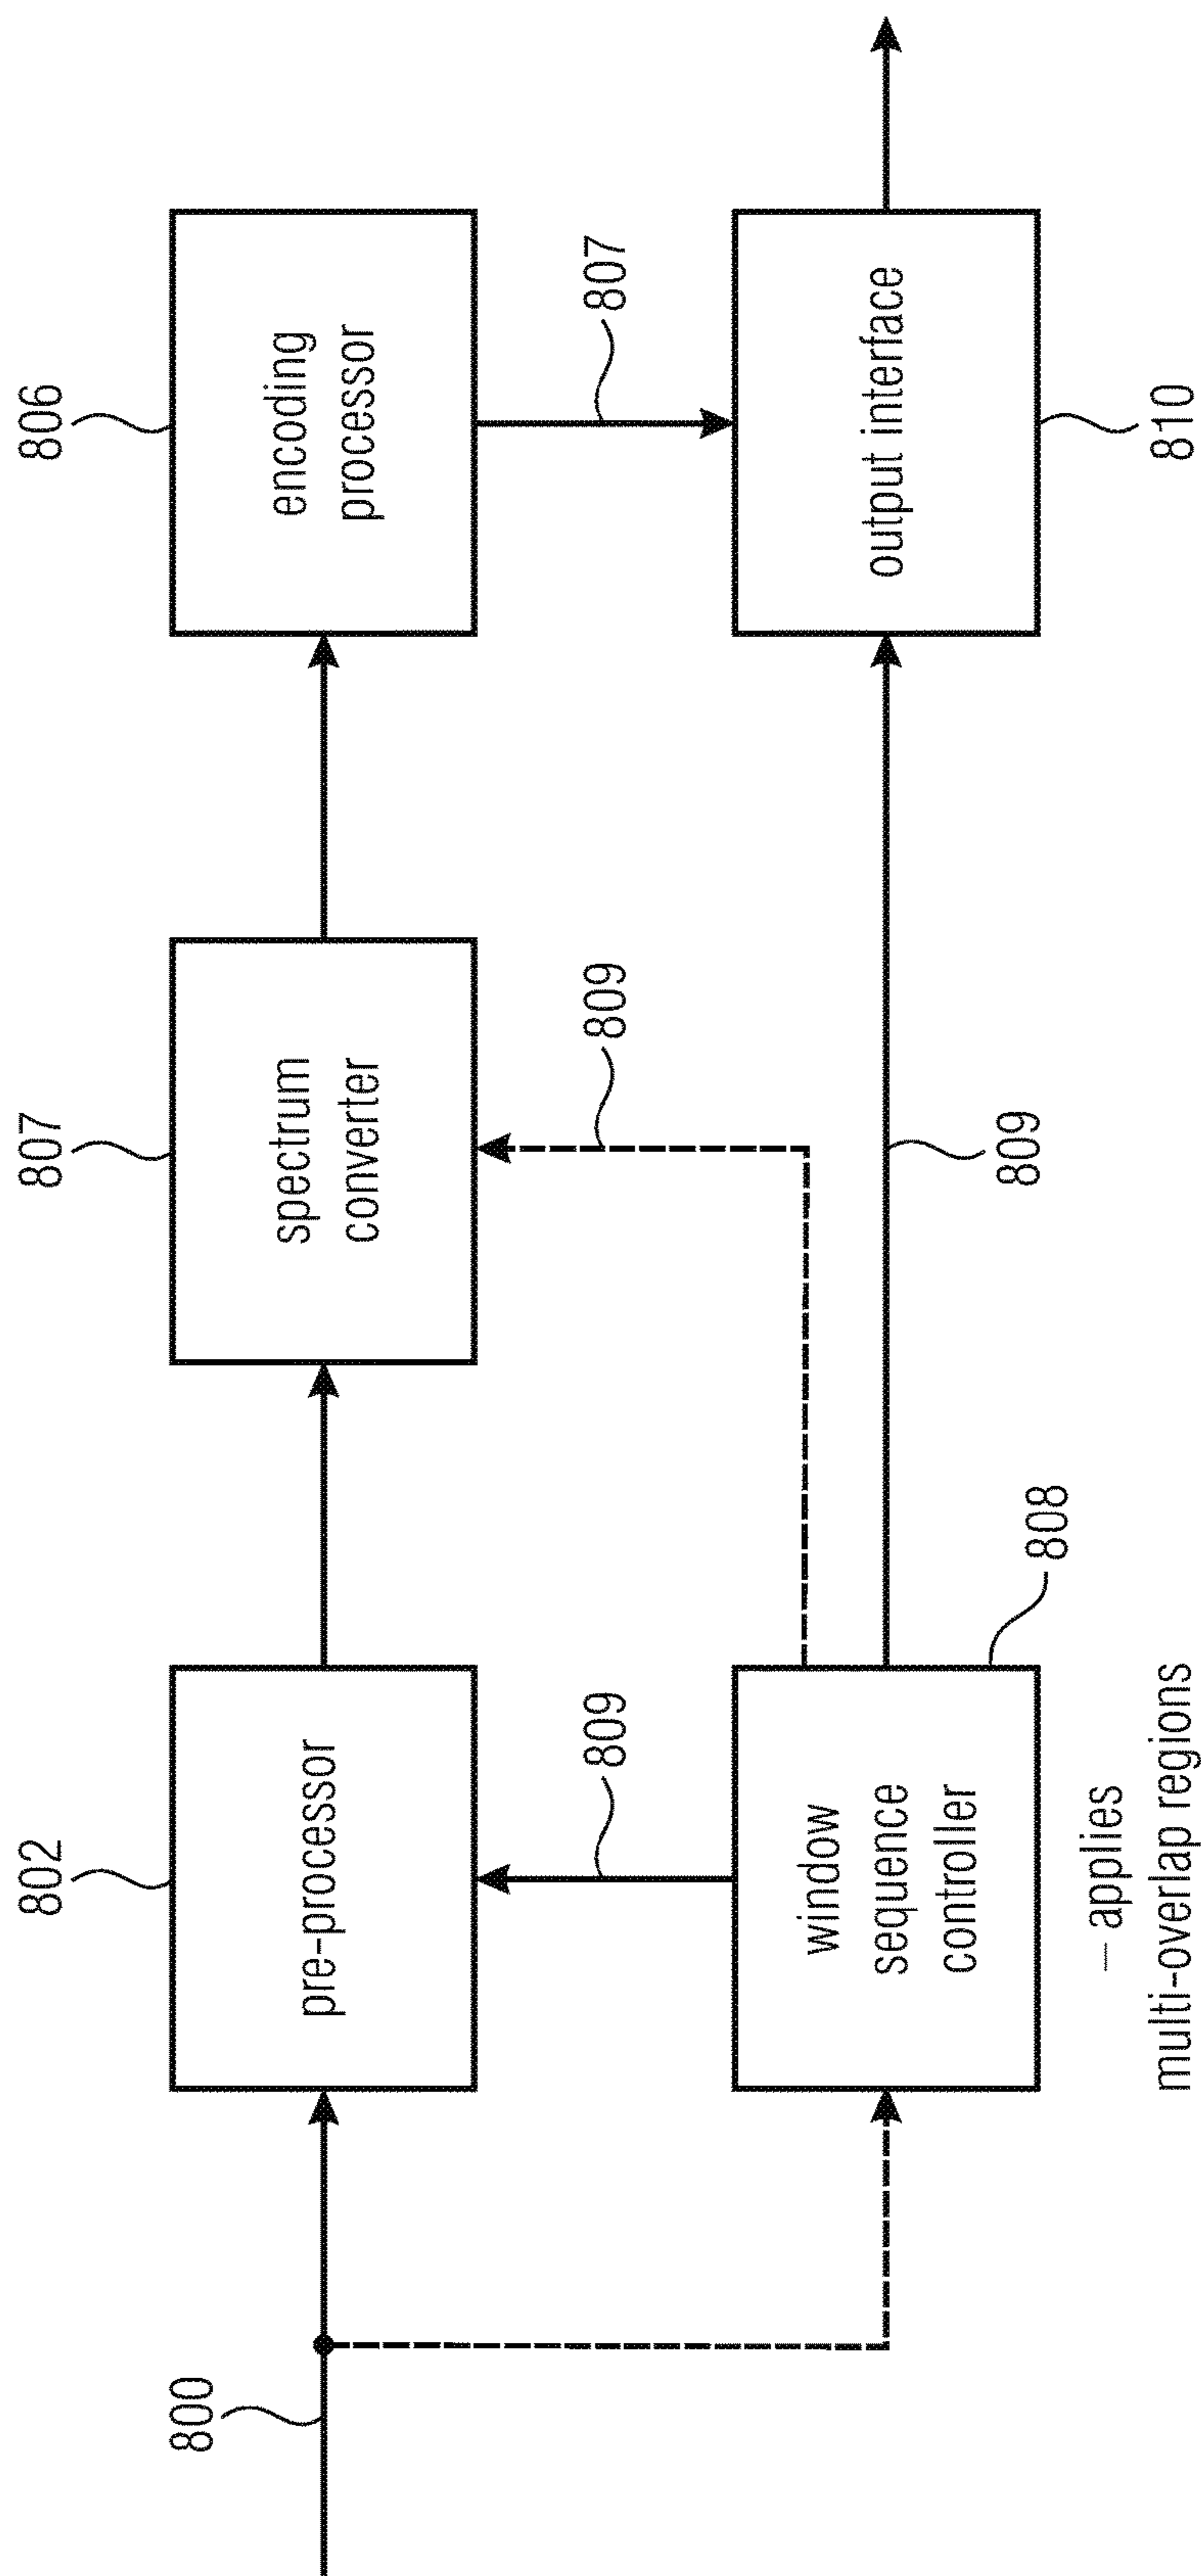 802
807
806
800
pre-processor
spectrum
converter
encoding
processor
809
809
807
window
sequence
controller
output interface
808
809
810
– applies
multi-overlap regions